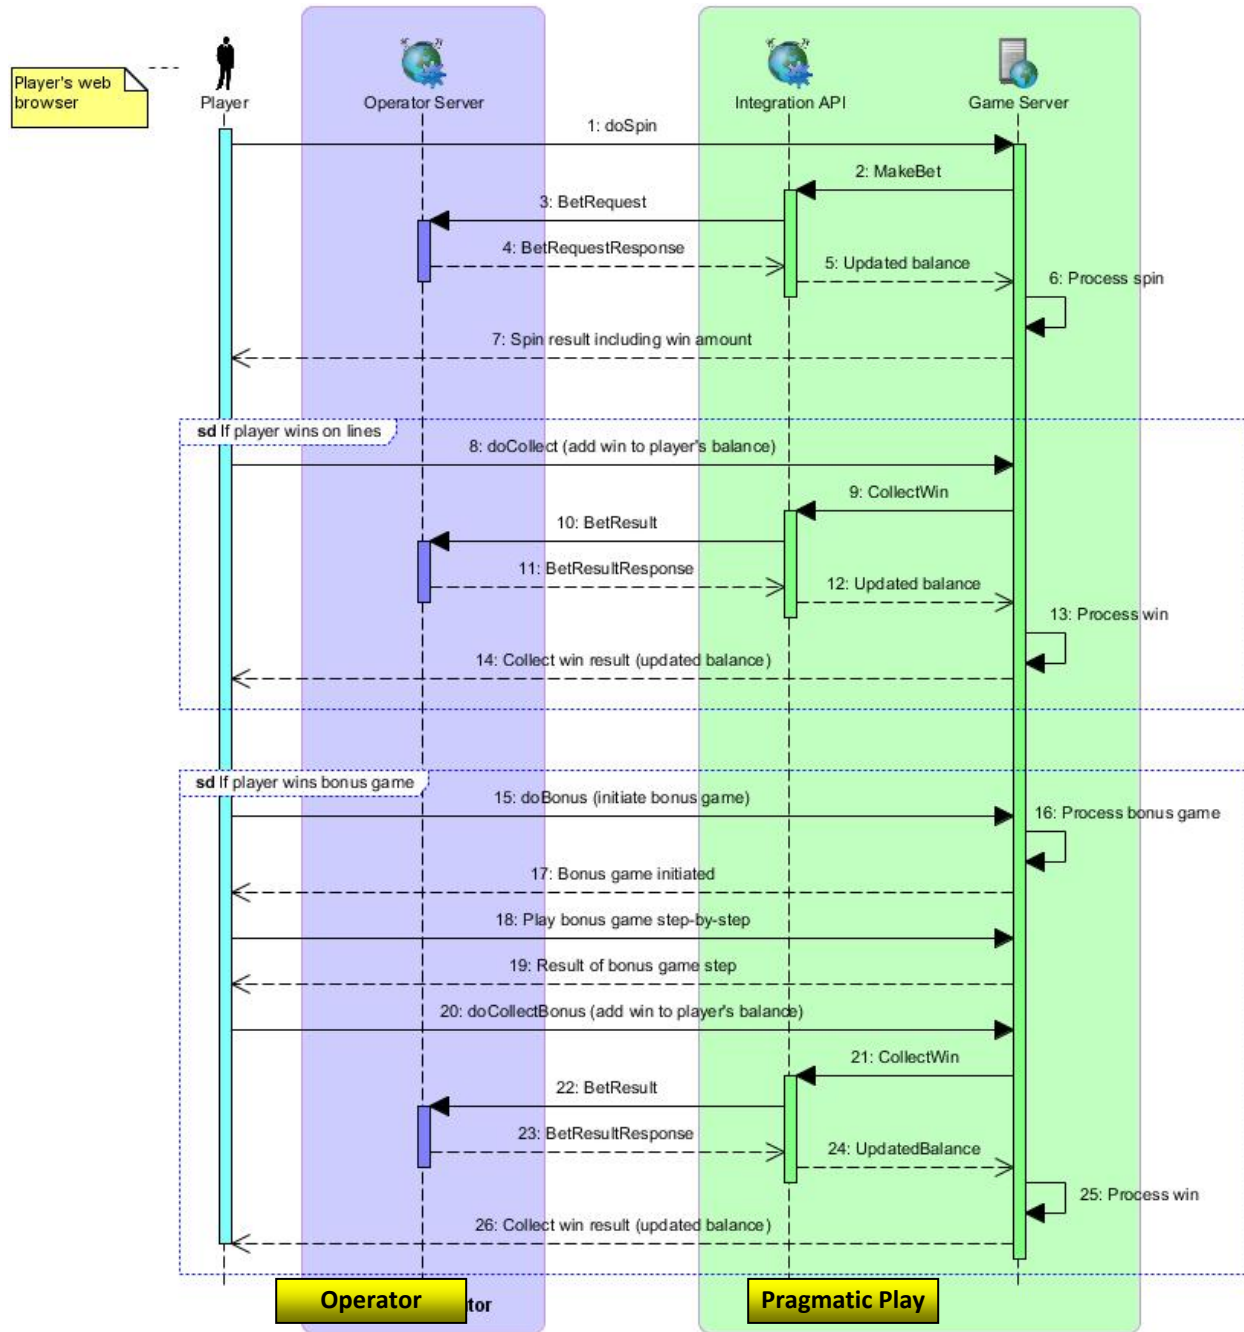 Player's web
browser
Player
Operator Server
Integration API
Game Server
1: doSpin
2: MakeBet
3: BetRequest
4: BetRequestResponse
5: Updated balance
6: Process spin
7: Spin result including win amount
sd If player wins on lines
8: doCollect (add win to player's balance)
9: CollectWin
10: BetResult
11: BetResultResponse
12: Updated balance
13: Process win
14: Collect win result (updated balance)
sd If player wins bonus game
15: doBonus (initiate bonus game)
16: Process bonus game
17: Bonus game initiated
18: Play bonus game step-by-step
19: Result of bonus game step
20: doCollectBonus (add win to player's balance)
21: CollectWin
22: BetResult
23: BetResultResponse
24: UpdatedBalance
25: Process win
26: Collect win result (updated balance)
Operator
Pragmatic Play